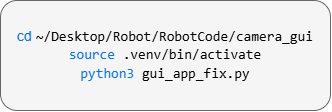 cd ~/Desktop/Robot/RobotCode/camera_gui
source .venv/bin/activate
python3 gui_app_fix.py